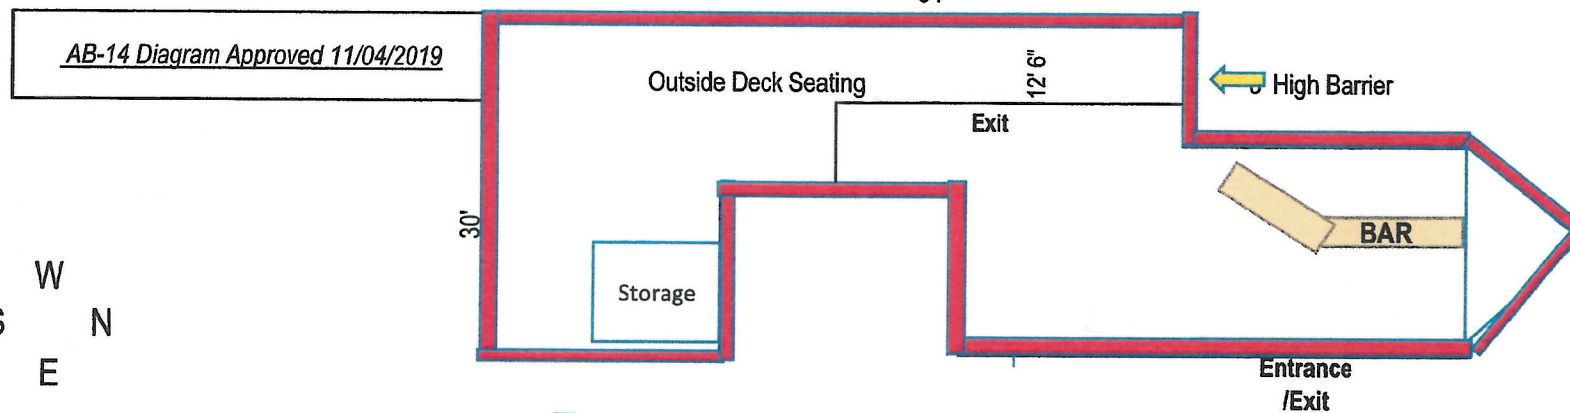 AB-14 Diagram Approved 11/04/2019
Outside Deck Seating
12' 6"
High Barrier
Exit
30'
BAR
Storage
W
N
E
Entrance
/Exit